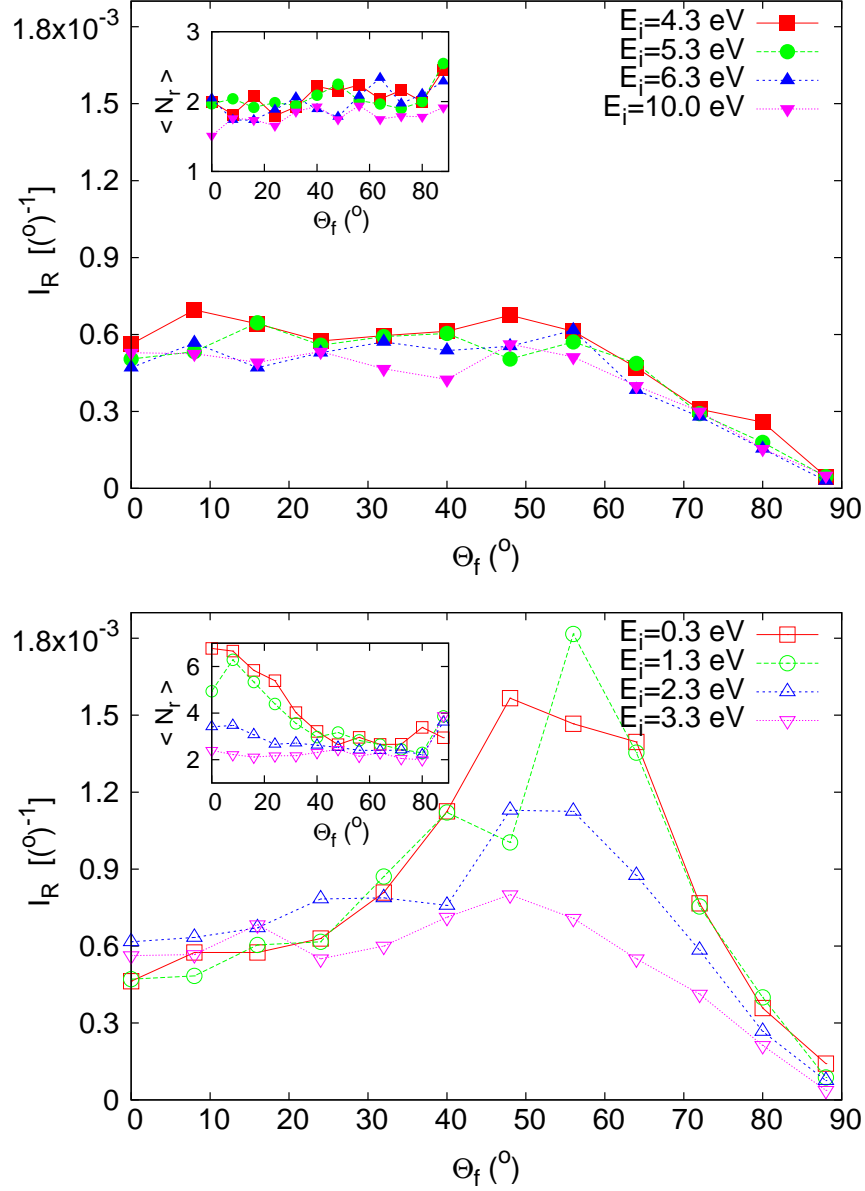 1.8x10⁻³
1.5
1.2
0.9
0.6
0.3
0
I_R [(°)⁻¹]
0 10 20 30 40 50 60 70 80 90
Θ_f (°)
E_i=4.3 eV
E_i=5.3 eV
E_i=6.3 eV
E_i=10.0 eV
3
2
1
< N_r >
0 20 40 60 80
Θ_f (°)
1.8x10⁻³
1.5
1.2
0.9
0.6
0.3
0
I_R [(°)⁻¹]
0 10 20 30 40 50 60 70 80 90
Θ_f (°)
E_i=0.3 eV
E_i=1.3 eV
E_i=2.3 eV
E_i=3.3 eV
6
4
2
< N_r >
0 20 40 60 80
Θ_f (°)